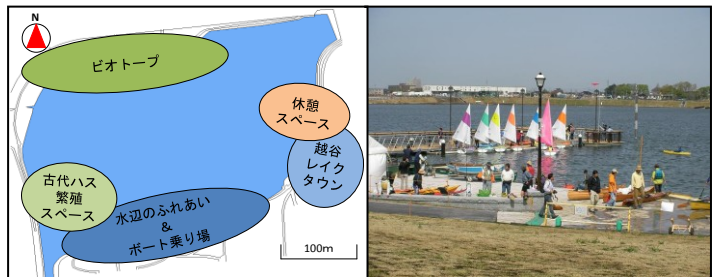 N
ビオトープ
休憩
スペース
越谷
レイク
タウン
古代ハス
繁殖
スペース
水辺のふれあい
&
ボート乗り場
100m